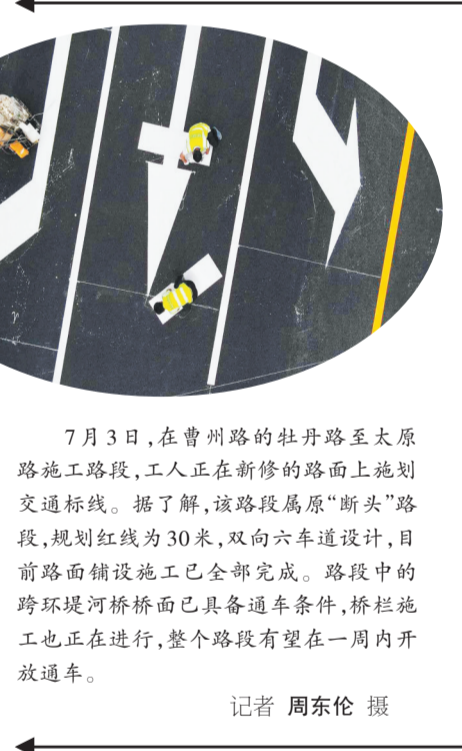 7月3日,在曹州路的牡丹路至太原
路施工路段,工人正在新修的路面上施划
交通标线。据了解,该路段属原“断头”路
段,规划红线为30米,双向六车道设计,目
前路面铺设施工已全部完成。路段中的
跨环堤河桥桥面已具备通车条件,桥栏施
工也正在进行,整个路段有望在一周内开
放通车。
记者 周东伦 摄